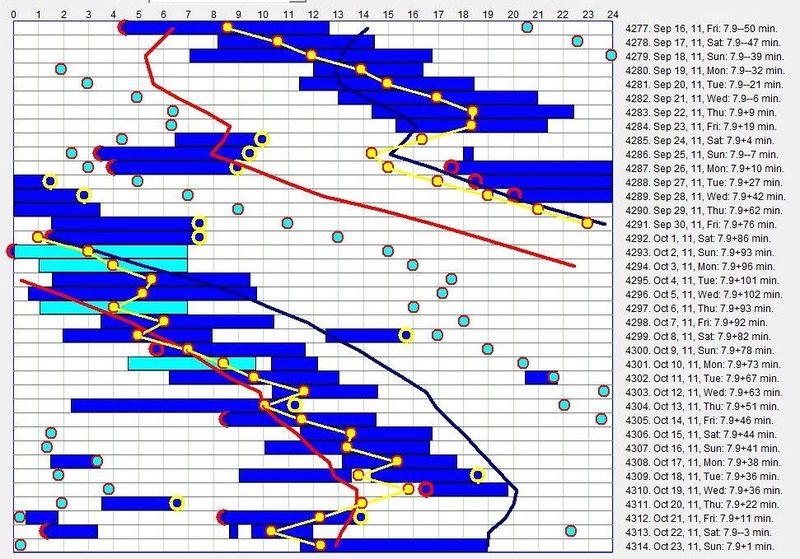 0 1 2 3 4 5 6 7 8 9 10 11 12 13 14 15 16 17 18 19 20 21 22 23 24
4277. Sep 16, 11, Fri: 7.9--50 min.
4278. Sep 17, 11, Sat: 7.9--47 min.
4279. Sep 18, 11, Sun: 7.9--39 min.
4280. Sep 19, 11, Mon: 7.9--32 min.
4281. Sep 20, 11, Tue: 7.9--21 min.
4282. Sep 21, 11, Wed: 7.9--6 min.
4283. Sep 22, 11, Thu: 7.9+9 min.
4284. Sep 23, 11, Fri: 7.9+19 min.
4285. Sep 24, 11, Sat: 7.9+4 min.
4286. Sep 25, 11, Sun: 7.9--7 min.
4287. Sep 26, 11, Mon: 7.9+10 min.
4288. Sep 27, 11, Tue: 7.9+27 min.
4289. Sep 28, 11, Wed: 7.9+42 min.
4290. Sep 29, 11, Thu: 7.9+62 min.
4291. Sep 30, 11, Fri: 7.9+76 min.
4292. Oct 1, 11, Sat: 7.9+86 min.
4293. Oct 2, 11, Sun: 7.9+93 min.
4294. Oct 3, 11, Mon: 7.9+96 min.
4295. Oct 4, 11, Tue: 7.9+101 min.
4296. Oct 5, 11, Wed: 7.9+102 min.
4297. Oct 6, 11, Thu: 7.9+93 min.
4298. Oct 7, 11, Fri: 7.9+92 min.
4299. Oct 8, 11, Sat: 7.9+82 min.
4300. Oct 9, 11, Sun: 7.9+78 min.
4301. Oct 10, 11, Mon: 7.9+73 min.
4302. Oct 11, 11, Tue: 7.9+67 min.
4303. Oct 12, 11, Wed: 7.9+63 min.
4304. Oct 13, 11, Thu: 7.9+51 min.
4305. Oct 14, 11, Fri: 7.9+46 min.
4306. Oct 15, 11, Sat: 7.9+44 min.
4307. Oct 16, 11, Sun: 7.9+41 min.
4308. Oct 17, 11, Mon: 7.9+38 min.
4309. Oct 18, 11, Tue: 7.9+36 min.
4310. Oct 19, 11, Wed: 7.9+36 min.
4311. Oct 20, 11, Thu: 7.9+22 min.
4312. Oct 21, 11, Fri: 7.9+11 min.
4313. Oct 22, 11, Sat: 7.9--3 min.
4314. Oct 23, 11, Sun: 7.9+1 min.